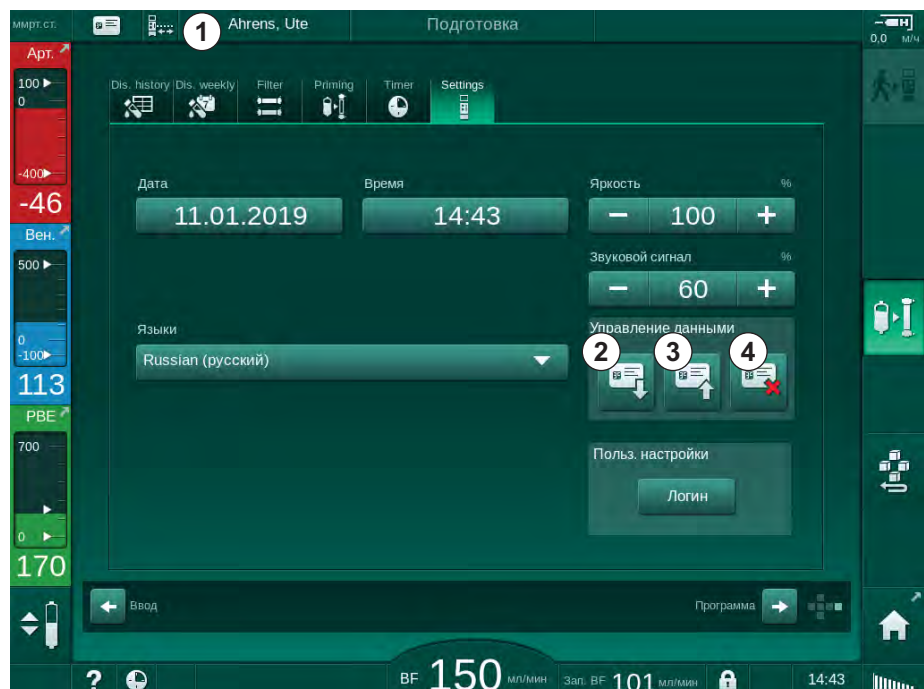 ммрт.ст.
1
Ahrens, Ute
Подготовка
0,0 м/ч
Арт.
100
0
-400
-46
Вен.
500
0
-100
113
PBE
700
0
170
Dis. history
Dis. weekly
Filter
Priming
Timer
Settings
Дата
Время
Яркость %
11.01.2019
14:43
− 100 +
Звуковой сигнал %
− 60 +
Языки
Russian (русский)
Управление данными
2
3
4
Польз. настройки
Логин
Ввод
Программа
? BF 150 мл/мин Зап. BF 101 мл/мин 14:43